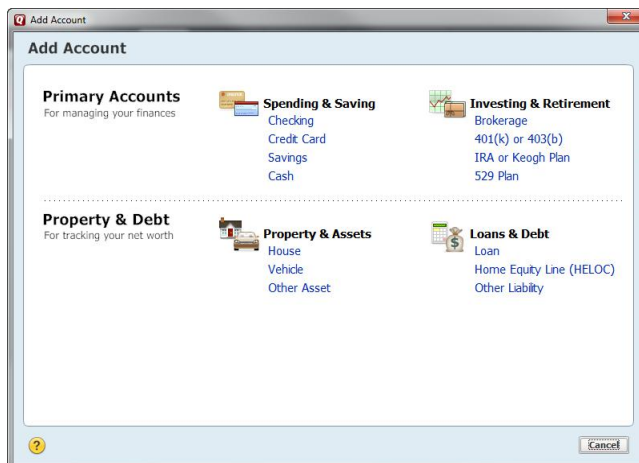 Add Account
Add Account
Primary Accounts
For managing your finances
Spending & Saving
Checking
Credit Card
Savings
Cash
Investing & Retirement
Brokerage
401(k) or 403(b)
IRA or Keogh Plan
529 Plan
Property & Debt
For tracking your net worth
Property & Assets
House
Vehicle
Other Asset
Loans & Debt
Loan
Home Equity Line (HELOC)
Other Liability
?
Cancel